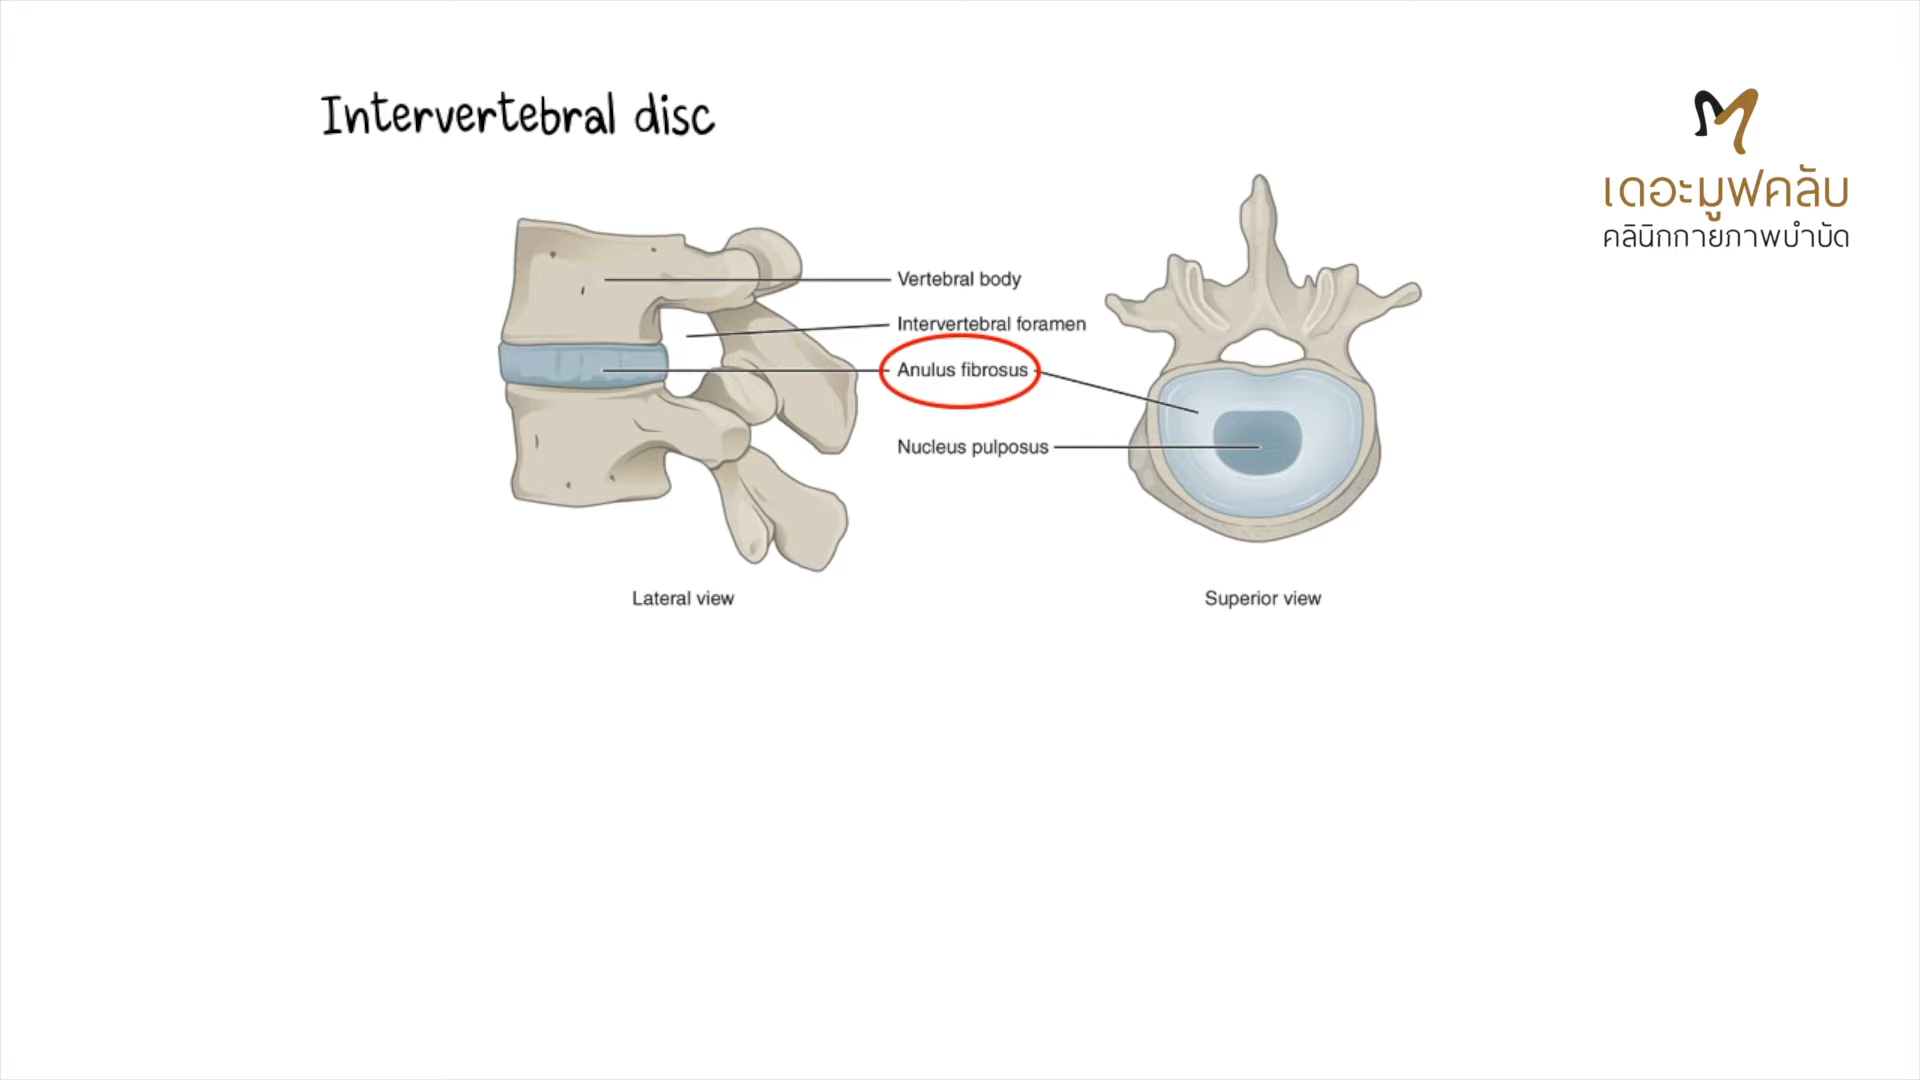 Intervertebral disc
เดอะมูฟคลับ
คลินิกกายภาพบำบัด
Vertebral body
Intervertebral foramen
Anulus fibrosus
Nucleus pulposus
Lateral view
Superior view